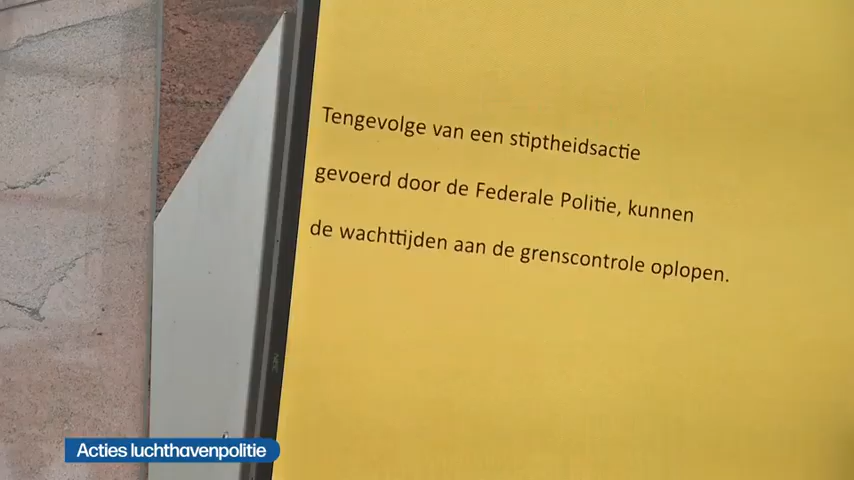 Tengevolge van een stiptheidsactie
gevoerd door de Federale Politie, kunnen
de wachttijden aan de grenscontrole oplopen.
Acties luchthavenpolitie